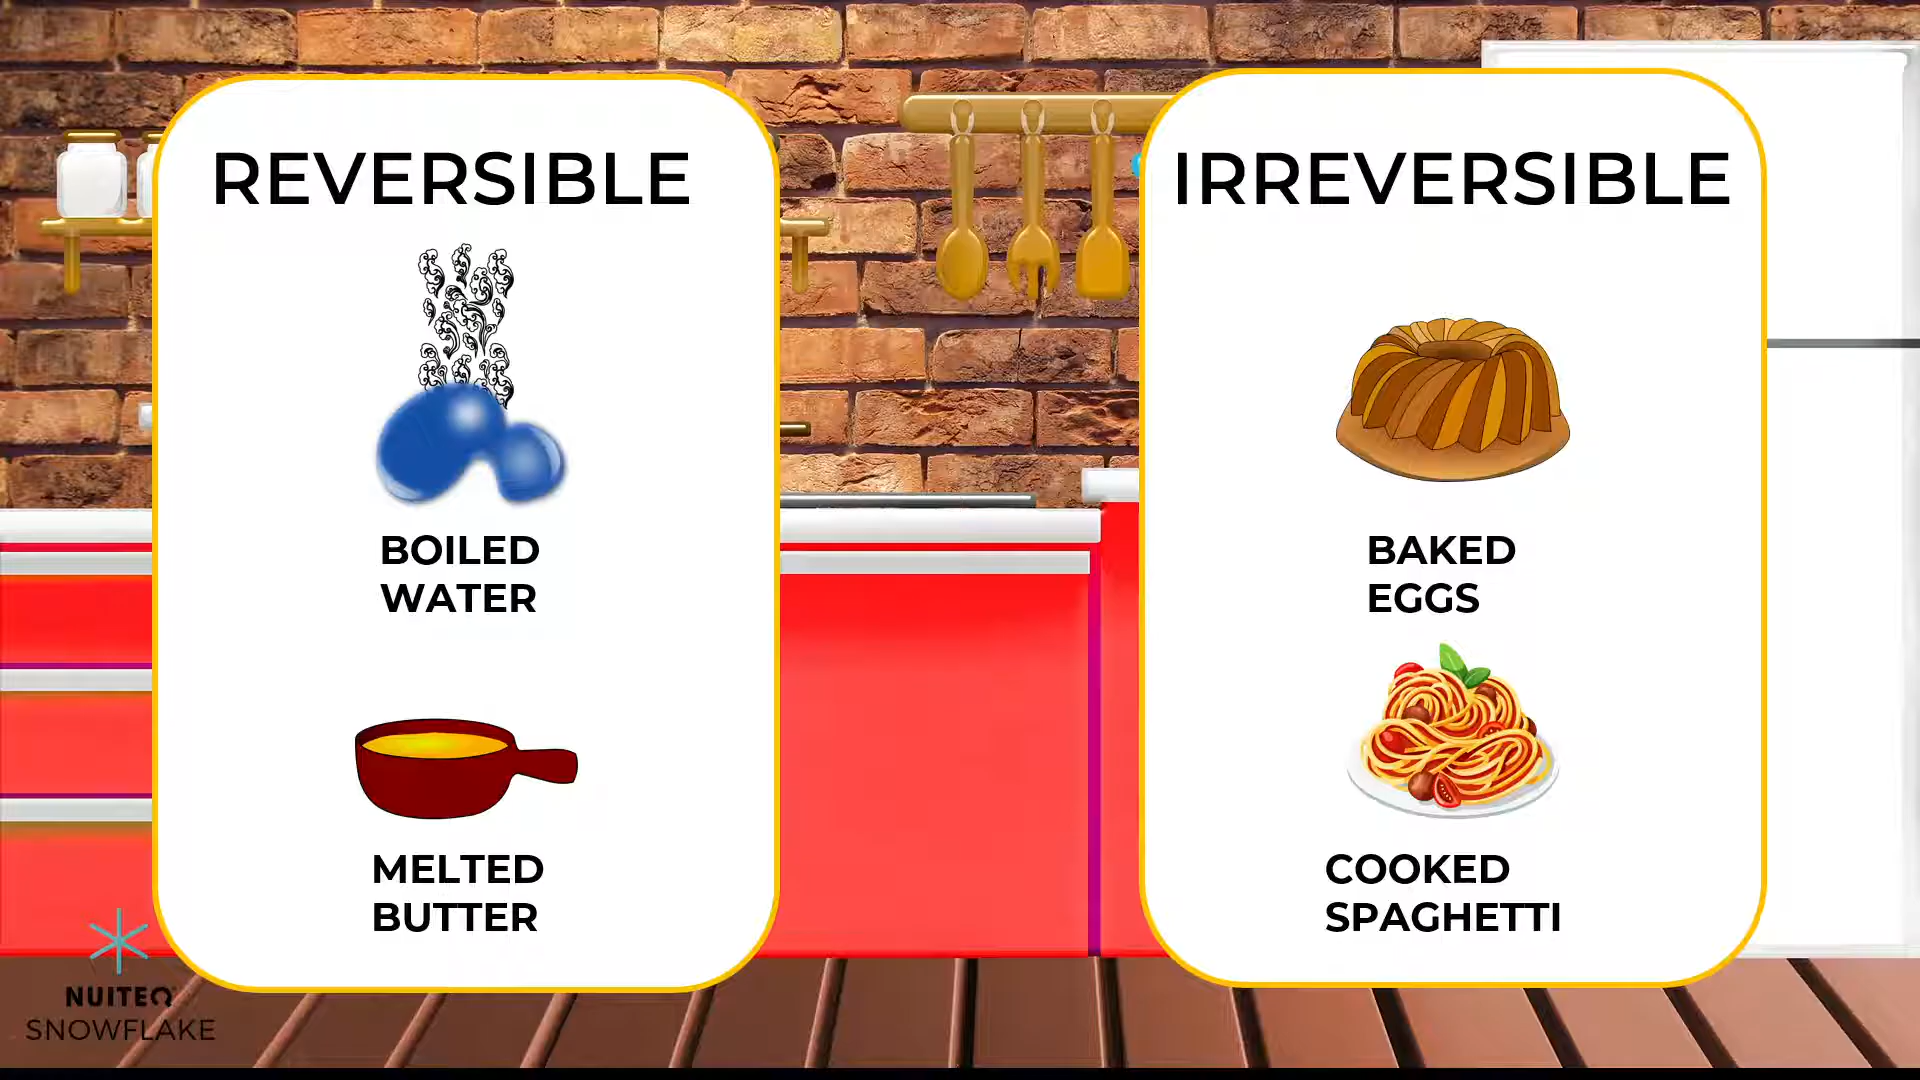 REVERSIBLE
BOILED
WATER
MELTED
BUTTER
IRREVERSIBLE
BAKED
EGGS
COOKED
SPAGHETTI
NUITEQ
SNOWFLAKE